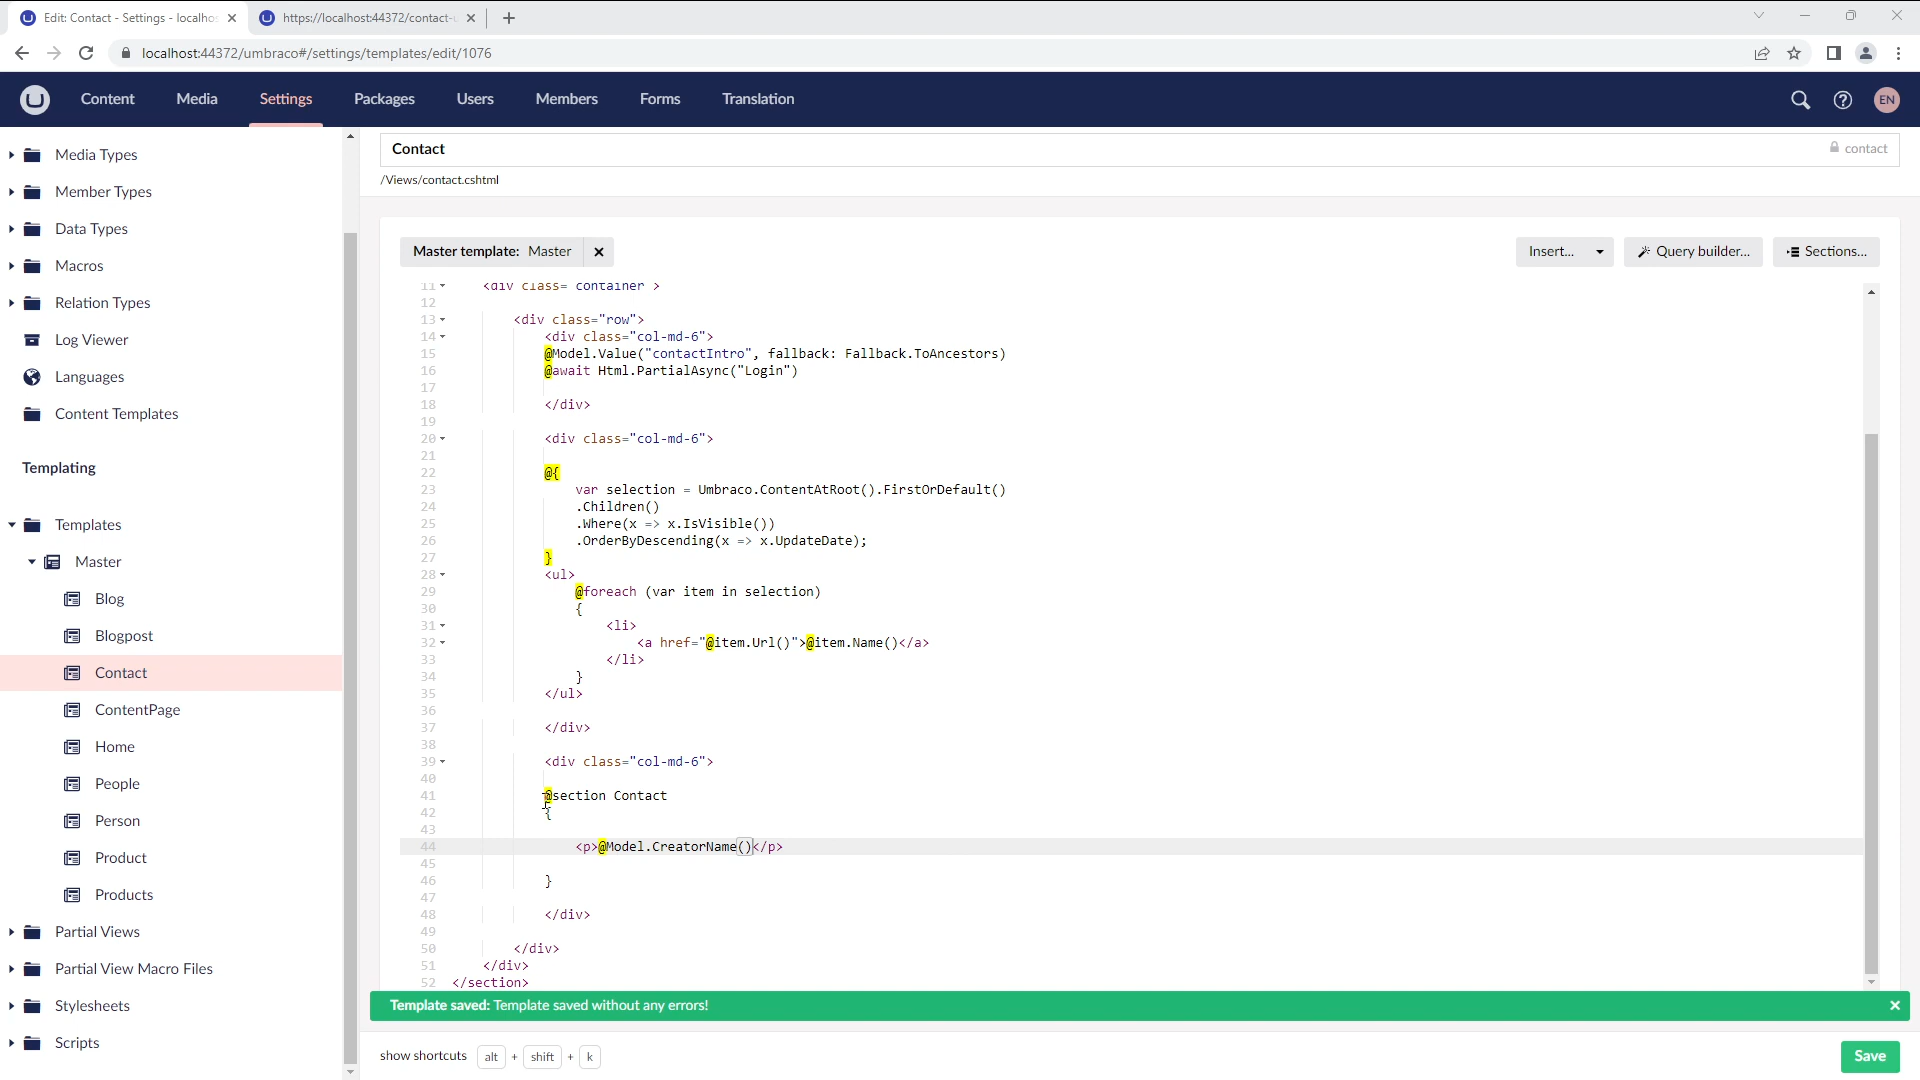 Edit: Contact - Settings - localhos
https://localhost:44372/contact-u
localhost:44372/umbraco#/settings/templates/edit/1076
Content
Media
Settings
Packages
Users
Members
Forms
Translation
EN
Media Types
Member Types
Data Types
Macros
Relation Types
Log Viewer
Languages
Content Templates
Templating
Templates
Master
Blog
Blogpost
Contact
ContentPage
Home
People
Person
Product
Products
Partial Views
Partial View Macro Files
Stylesheets
Scripts
Contact
contact
/Views/contact.cshtml
Master template: Master
Insert...
Query builder...
Sections...
11 <div class= container >
12
13 <div class="row">
14 <div class="col-md-6">
15 @Model.Value("contactIntro", fallback: Fallback.ToAncestors)
16 @await Html.PartialAsync("Login")
17
18 </div>
19
20 <div class="col-md-6">
21
22 @{
23 var selection = Umbraco.ContentAtRoot().FirstOrDefault()
24 .Children()
25 .Where(x => x.IsVisible())
26 .OrderByDescending(x => x.UpdateDate);
27 }
28 <ul>
29 @foreach (var item in selection)
30 {
31 <li>
32 <a href="@item.Url()">@item.Name()</a>
33 </li>
34 }
35 </ul>
36
37 </div>
38
39 <div class="col-md-6">
40
41 @section Contact
42 {
43
44 <p>@Model.CreatorName()</p>
45
46 }
47
48 </div>
49
50 </div>
51 </div>
52 </section>
Template saved: Template saved without any errors!
show shortcuts alt + shift + k
Save